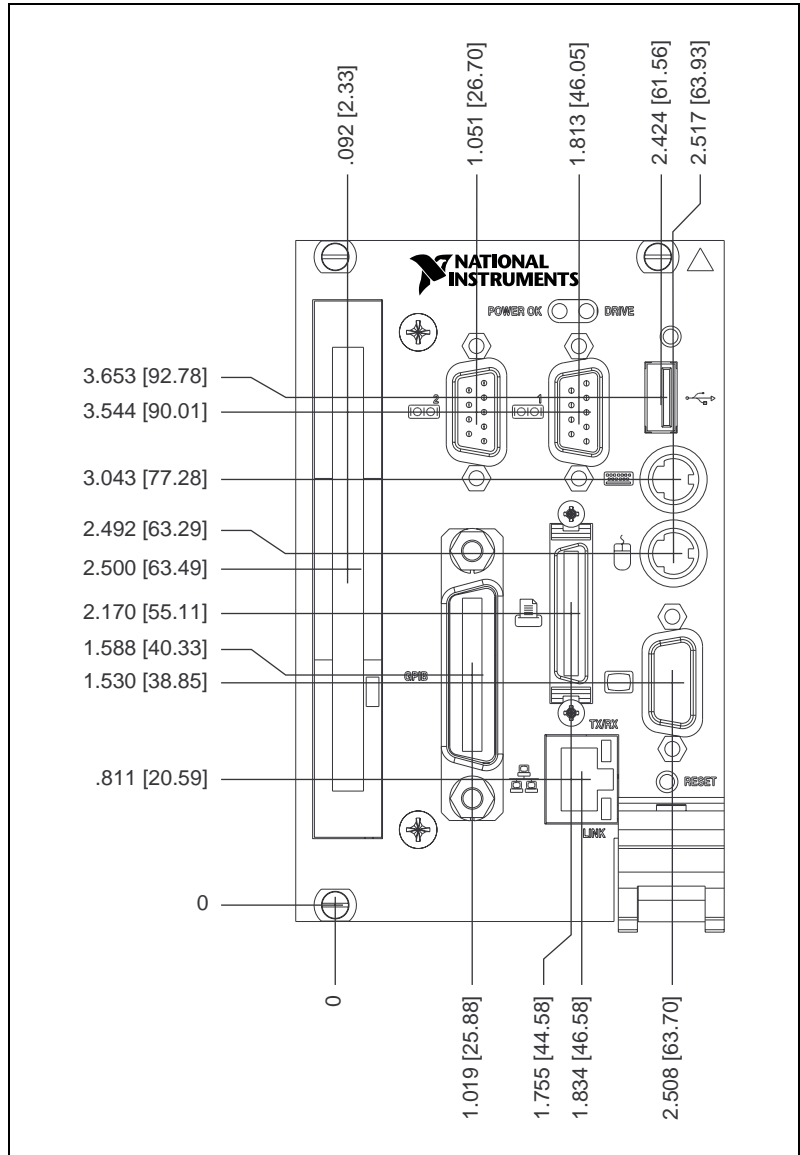 .092 [2.33]
1.051 [26.70]
1.813 [46.05]
2.424 [61.56]
2.517 [63.93]
NATIONAL
INSTRUMENTS
POWER OK
DRIVE
3.653 [92.78]
3.544 [90.01]
2
1
3.043 [77.28]
2.492 [63.29]
2.500 [63.49]
2.170 [55.11]
1.588 [40.33]
GPIB
1.530 [38.85]
TX/RX
.811 [20.59]
RESET
LINK
0
0
1.019 [25.88]
1.755 [44.58]
1.834 [46.58]
2.508 [63.70]